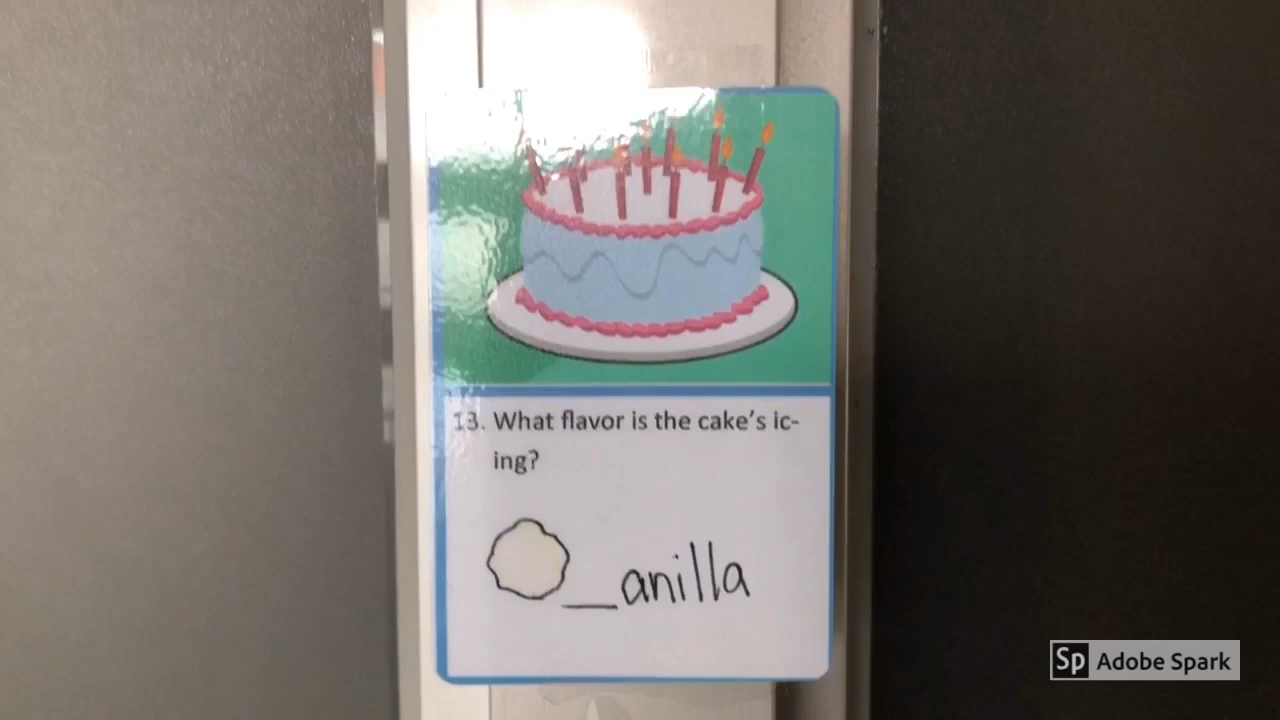 13. What flavor is the cake's ic-
ing?
_anilla
Sp Adobe Spark